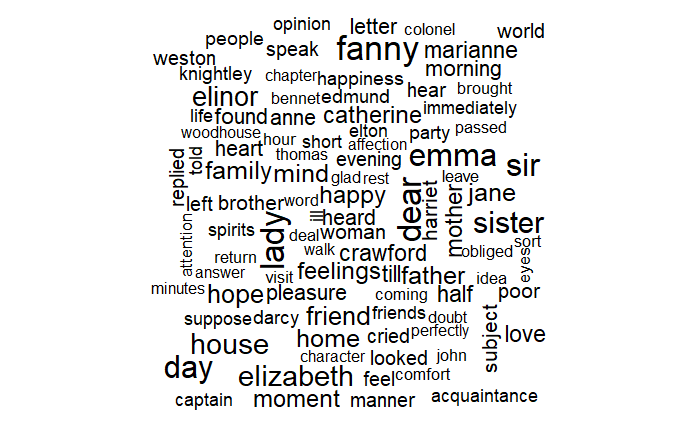 opinion letter colonel world
people speak fanny marianne
weston
knightley chapter happiness morning
elinor bennet edmund hear brought
life found anne catherine immediately
woodhouse hour short elton party passed
heart thomas affection evening emma sir
replied told family mind glad rest leave
left brother word happy dear harriet mother jane
attention spirits lady deal ill heard woman sister
return walk crawford obliged sort eyes
answer visit feelings till father idea
minutes hope pleasure coming half poor
suppose darcy friend friends doubt subject
house home cried perfectly love
character looked john
day elizabeth feel comfort
captain moment manner acquaintance